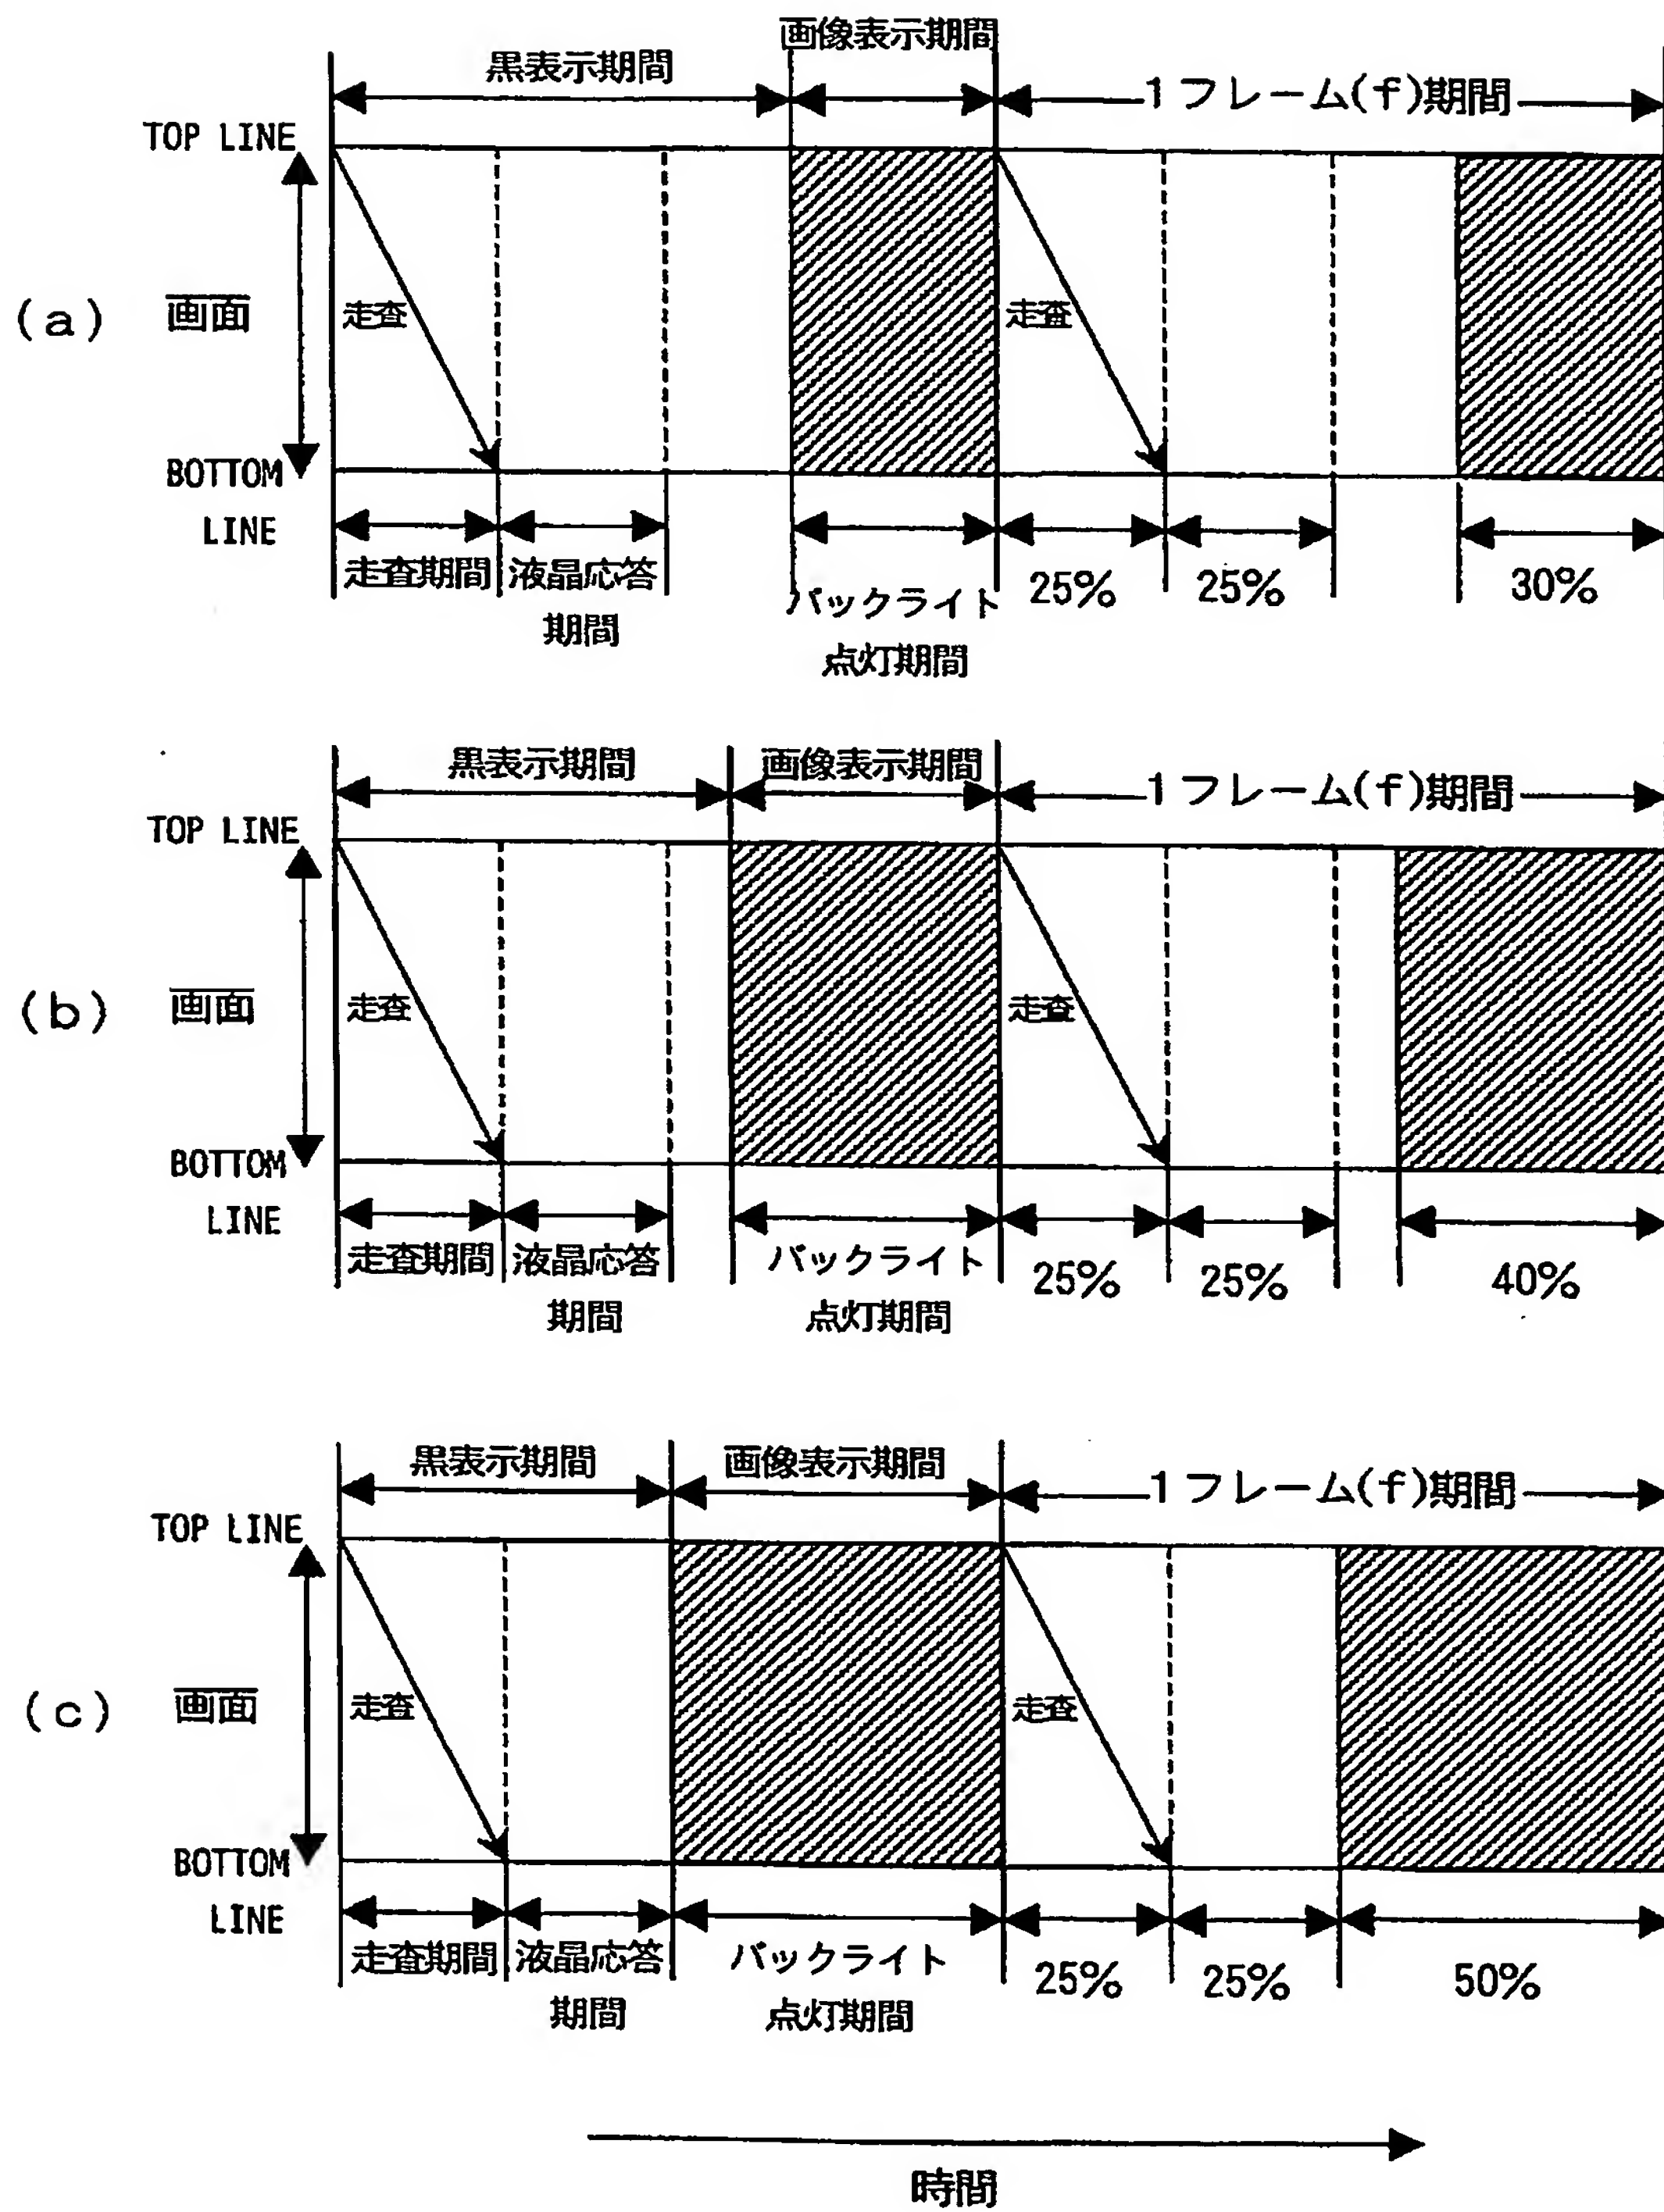 画像表示期間
黒表示期間
1フレーム(f)期間
TOP LINE
(a)
画面
走査
走査
BOTTOM
LINE
走査期間
液晶応答
期間
バックライト
点灯期間
25%
25%
30%
黒表示期間
画像表示期間
1フレーム(f)期間
TOP LINE
(b)
画面
走査
走査
BOTTOM
LINE
走査期間
液晶応答
期間
バックライト
点灯期間
25%
25%
40%
黒表示期間
画像表示期間
1フレーム(f)期間
TOP LINE
(c)
画面
走査
走査
BOTTOM
LINE
走査期間
液晶応答
期間
バックライト
点灯期間
25%
25%
50%
時間